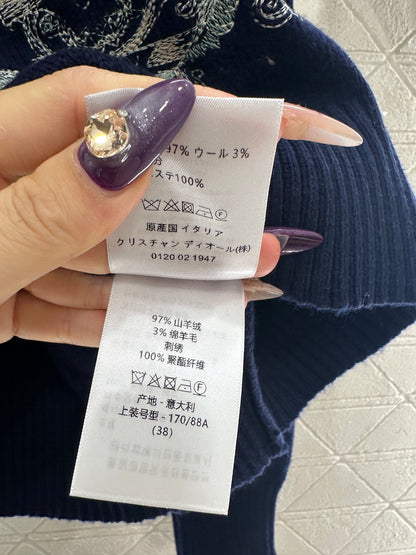 97% ウール 3%
分
ステ100%
F
原産国 イタリア
クリスチャン ディオール(株)
0120 02 1947
97% 山羊绒
3% 绵羊毛
刺绣
100% 聚酯纤维
F
产地 - 意大利
上装号型 - 170/88A
(38)